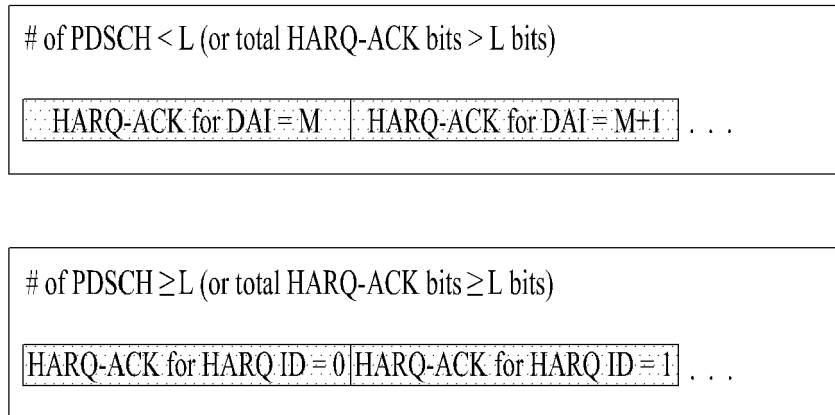 # of PDSCH < L (or total HARQ-ACK bits > L bits)
HARQ-ACK for DAI = M HARQ-ACK for DAI = M+1 . . .
# of PDSCH ≥ L (or total HARQ-ACK bits ≥ L bits)
HARQ-ACK for HARQ ID = 0 HARQ-ACK for HARQ ID = 1 . . .